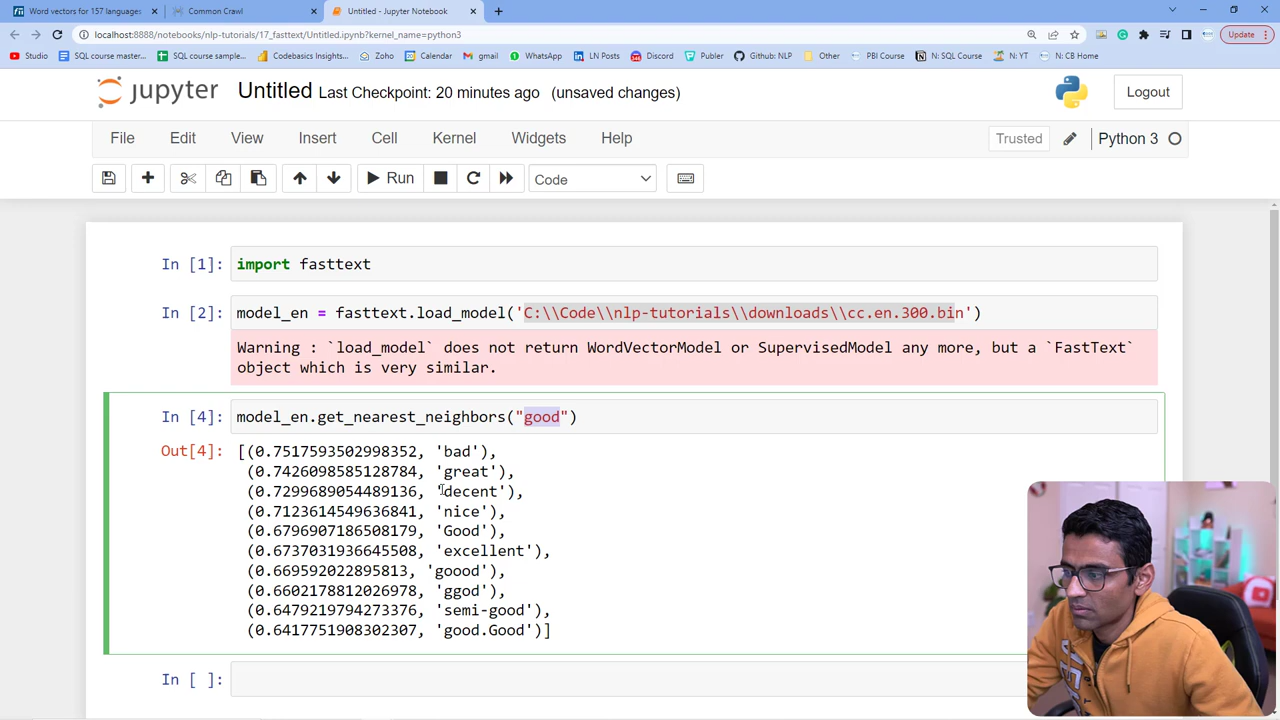 Word vectors for 157 languages
Common Crawl
Untitled - Jupyter Notebook
localhost:8888/notebooks/nlp-tutorials/17_fasttext/Untitled.ipynb?kernel_name=python3
Update
Studio
SQL course master...
SQL course sample...
Codebasics Insights...
Zoho
Calendar
gmail
WhatsApp
LN Posts
Discord
Publer
Github: NLP
Other
PBI Course
N: SQL Course
N: YT
N: CB Home
jupyter Untitled Last Checkpoint: 20 minutes ago (unsaved changes)
Logout
File Edit View Insert Cell Kernel Widgets Help
Trusted
Python 3
Run
Code
In [1]: import fasttext
In [2]: model_en = fasttext.load_model('C:\\Code\\nlp-tutorials\\downloads\\cc.en.300.bin')
Warning : `load_model` does not return WordVectorModel or SupervisedModel any more, but a `FastText`
object which is very similar.
In [4]: model_en.get_nearest_neighbors("good")
Out[4]: [(0.7517593502998352, 'bad'),
(0.7426098585128784, 'great'),
(0.7299689054489136, 'decent'),
(0.7123614549636841, 'nice'),
(0.6796907186508179, 'Good'),
(0.6737031936645508, 'excellent'),
(0.669592022895813, 'goood'),
(0.6602178812026978, 'ggod'),
(0.6479219794273376, 'semi-good'),
(0.6417751908302307, 'good.Good')]
In [ ]: